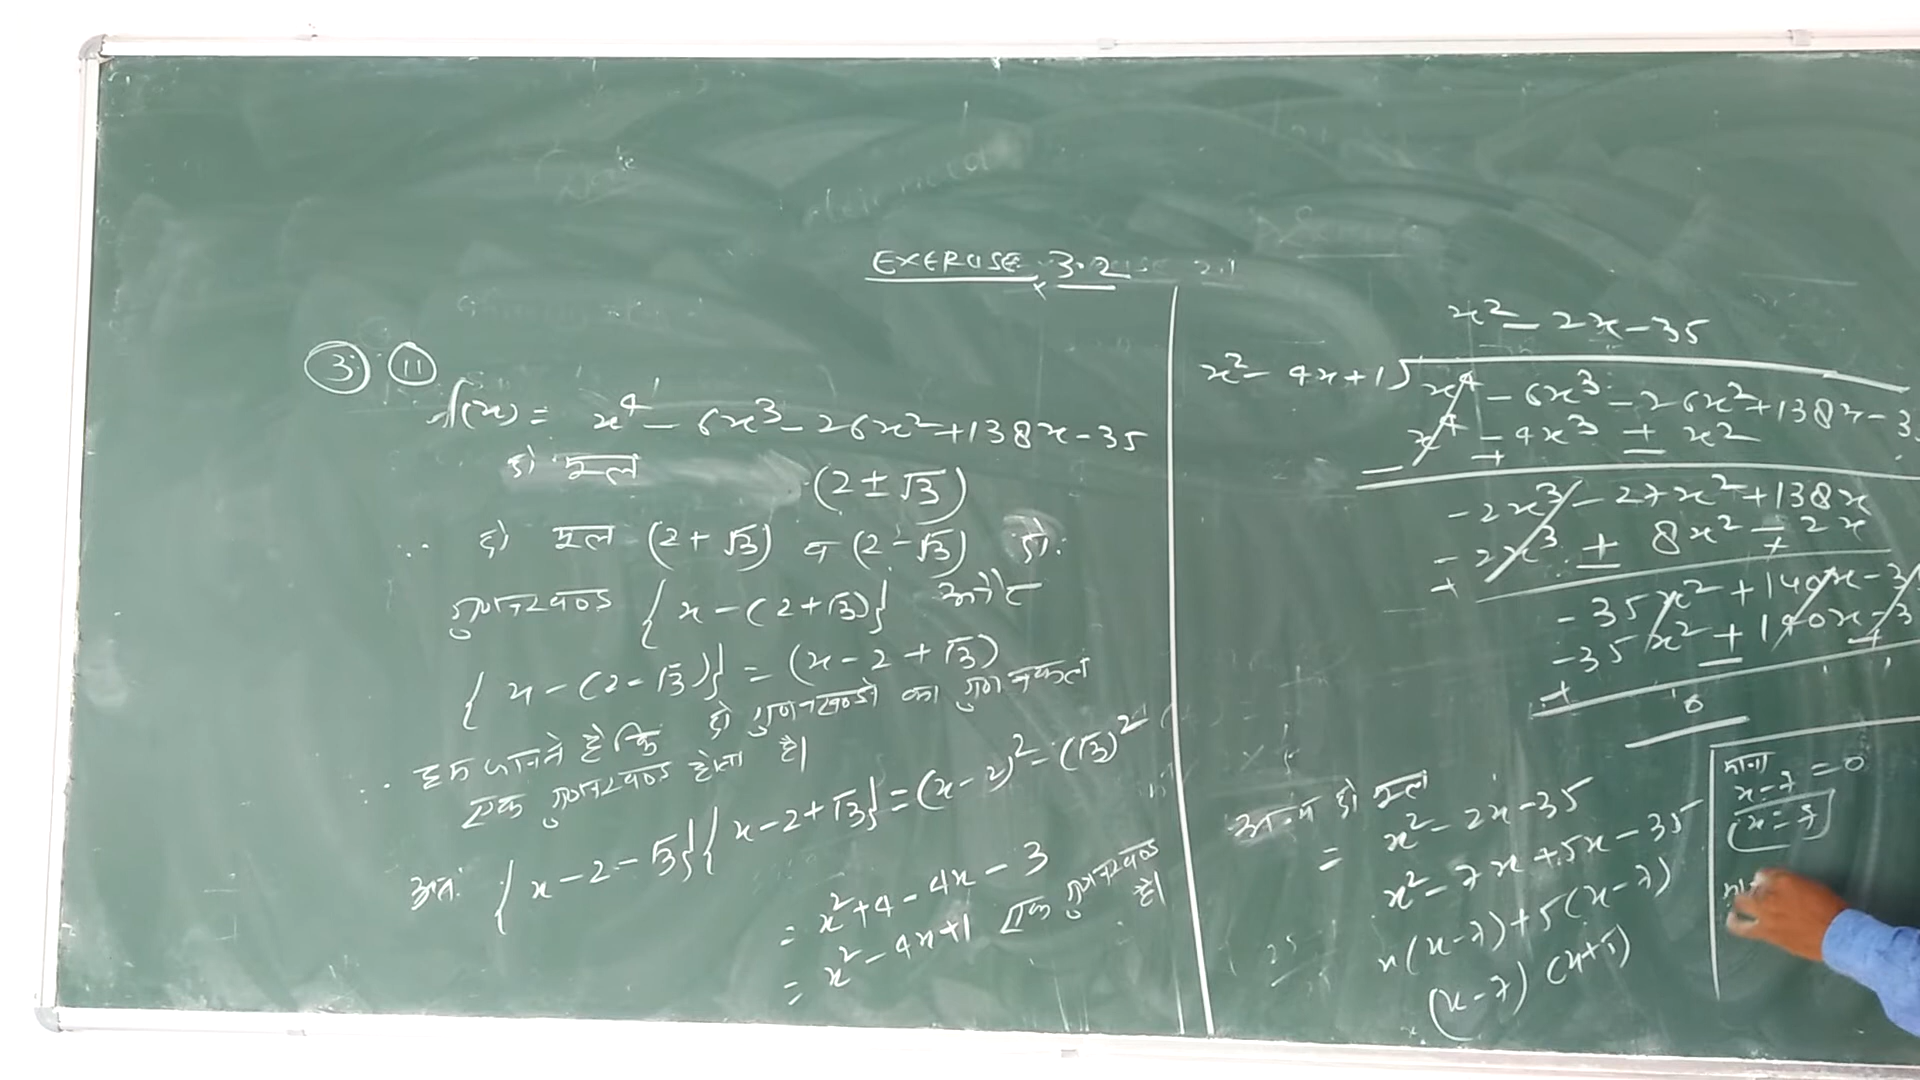 EXERCISE 3.2
③ ⑪
f(x) = x⁴ - 6x³ - 26x² + 138x - 35
दो मूल (2 ± √3)
∴ दो मूल (2 + √3) व (2 - √3) हो:
गुणनखण्ड {x - (2 + √3)} और
{x - (2 - √3)} = (x - 2 + √3)
∴ हम जानते है कि दो गुणनखण्डो का गुणनफल
एक गुणनखण्ड होता है।
अतः {x - 2 - √3}{x - 2 + √3} = (x - 2)² - (√3)²
= x² + 4 - 4x - 3
= x² - 4x + 1 एक गुणनखण्ड है।
x² - 2x - 35
x² - 4x + 1) x⁴ - 6x³ - 26x² + 138x - 3
x⁴ - 4x³ + x²
- + -
- 2x³ - 27x² + 138x
- 2x³ + 8x² - 2x
+ - +
- 35x² + 140x - 3
- 35x² + 140x - 3
+ - +
0
अन्य दो मूल
x² - 2x - 35
= x² - 7x + 5x - 35
x(x - 7) + 5(x - 7)
(x - 7)(x + 5)
माना
x - 7 = 0
x = 7